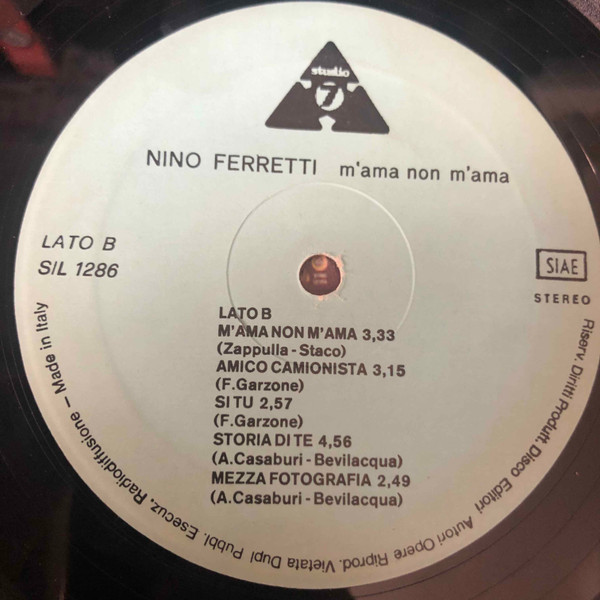 studio
7
NINO FERRETTI m'ama non m'ama
LATO B
S/L 1286
SIAE
STEREO
LATO B
M'AMA NON M'AMA 3,33
(Zappulla - Staco)
AMICO CAMIONISTA 3,15
(F.Garzone)
SI TU 2,57
(F.Garzone)
STORIA DI TE 4,56
(A.Casaburi - Bevilacqua)
MEZZA FOTOGRAFIA 2,49
(A.Casaburi - Bevilacqua)
Riserv. Diritti Produtt. Disco Editori Autori Opere Riprod. Vietata Dupl Pubbl. Esecuz. Radiodiffusione - Made in Italy